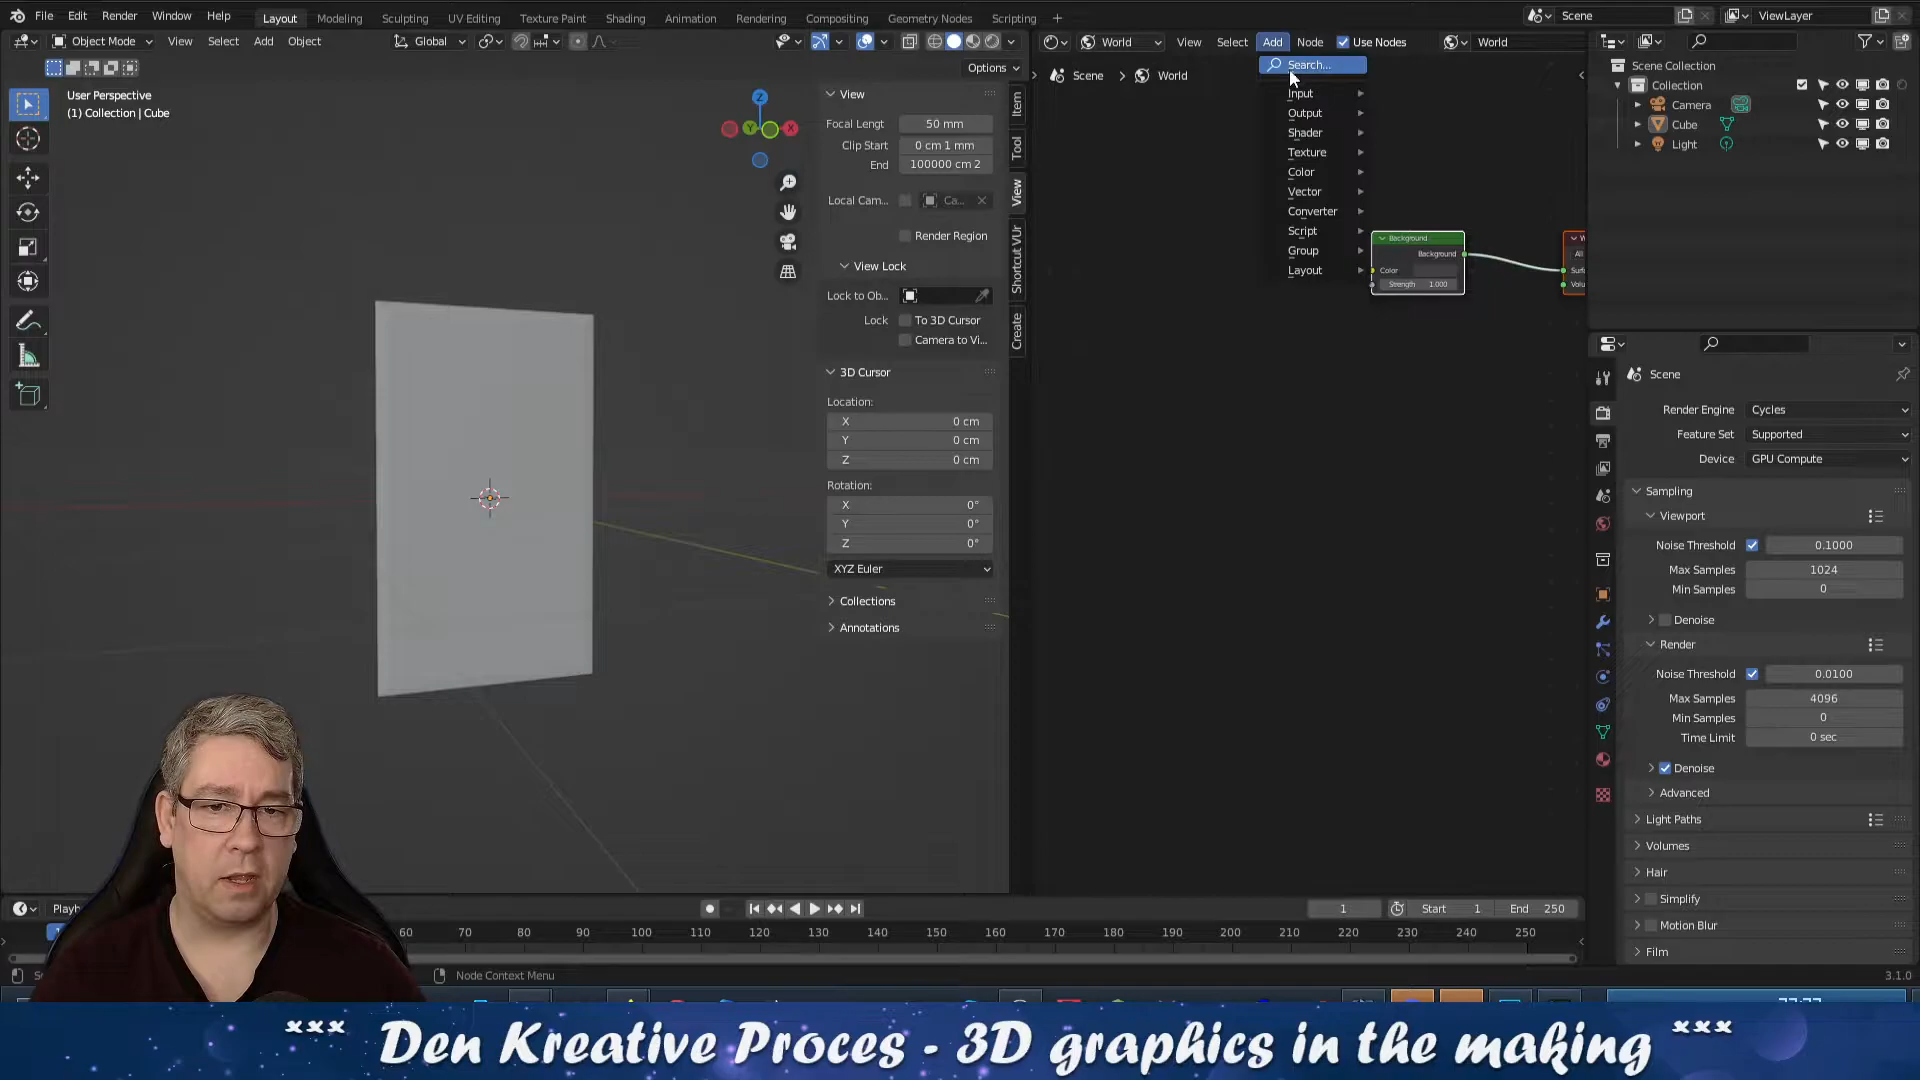 File Edit Render Window Help
Layout Modeling Sculpting UV Editing Texture Paint Shading Animation Rendering Compositing Geometry Nodes Scripting +
Scene
ViewLayer
Object Mode View Select Add Object
Global
Options
User Perspective
(1) Collection | Cube
Z
Y
X
View
Focal Lengt 50 mm
Clip Start 0 cm 1 mm
End 100000 cm 2
Local Cam... Ca...
Render Region
View Lock
Lock to Ob...
Lock To 3D Cursor
Camera to Vi...
3D Cursor
Location:
X 0 cm
Y 0 cm
Z 0 cm
Rotation:
X 0°
Y 0°
Z 0°
XYZ Euler
Collections
Annotations
Item
Tool
View
Shortcut VUr
Create
World View Select Add Node Use Nodes World
Scene > World
Search...
Input
Output
Shader
Texture
Color
Vector
Converter
Script
Group
Layout
Background
Background
Color
Strength 1.000
All
Surf
Volu
Scene Collection
Collection
Camera
Cube
Light
Scene
Render Engine Cycles
Feature Set Supported
Device GPU Compute
Sampling
Viewport
Noise Threshold 0.1000
Max Samples 1024
Min Samples 0
Denoise
Render
Noise Threshold 0.0100
Max Samples 4096
Min Samples 0
Time Limit 0 sec
Denoise
Advanced
Light Paths
Volumes
Hair
Simplify
Motion Blur
Film
Playb
1 Start 1 End 250
60 70 80 90 100 110 120 130 140 150 160 170 180 190 200 210 220 230 240 250
Node Context Menu
3.1.0
*** Den Kreative Proces - 3D graphics in the making ***